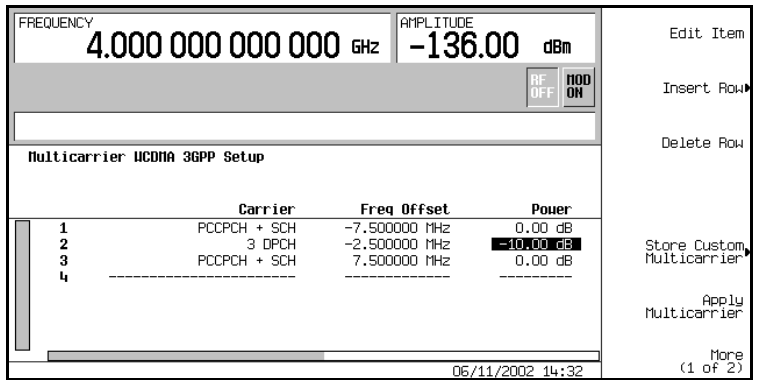 FREQUENCY
4.000 000 000 000 GHz
AMPLITUDE
-136.00 dBm
RF OFF
MOD ON
Multicarrier WCDMA 3GPP Setup
Carrier Freq Offset Power
1 PCCPCH + SCH -7.500000 MHz 0.00 dB
2 3 DPCH -2.500000 MHz -10.00 dB
3 PCCPCH + SCH 7.500000 MHz 0.00 dB
4 ---------------------- ------------- ---------
06/11/2002 14:32
Edit Item
Insert Row
Delete Row
Store Custom
Multicarrier
Apply
Multicarrier
More
(1 of 2)